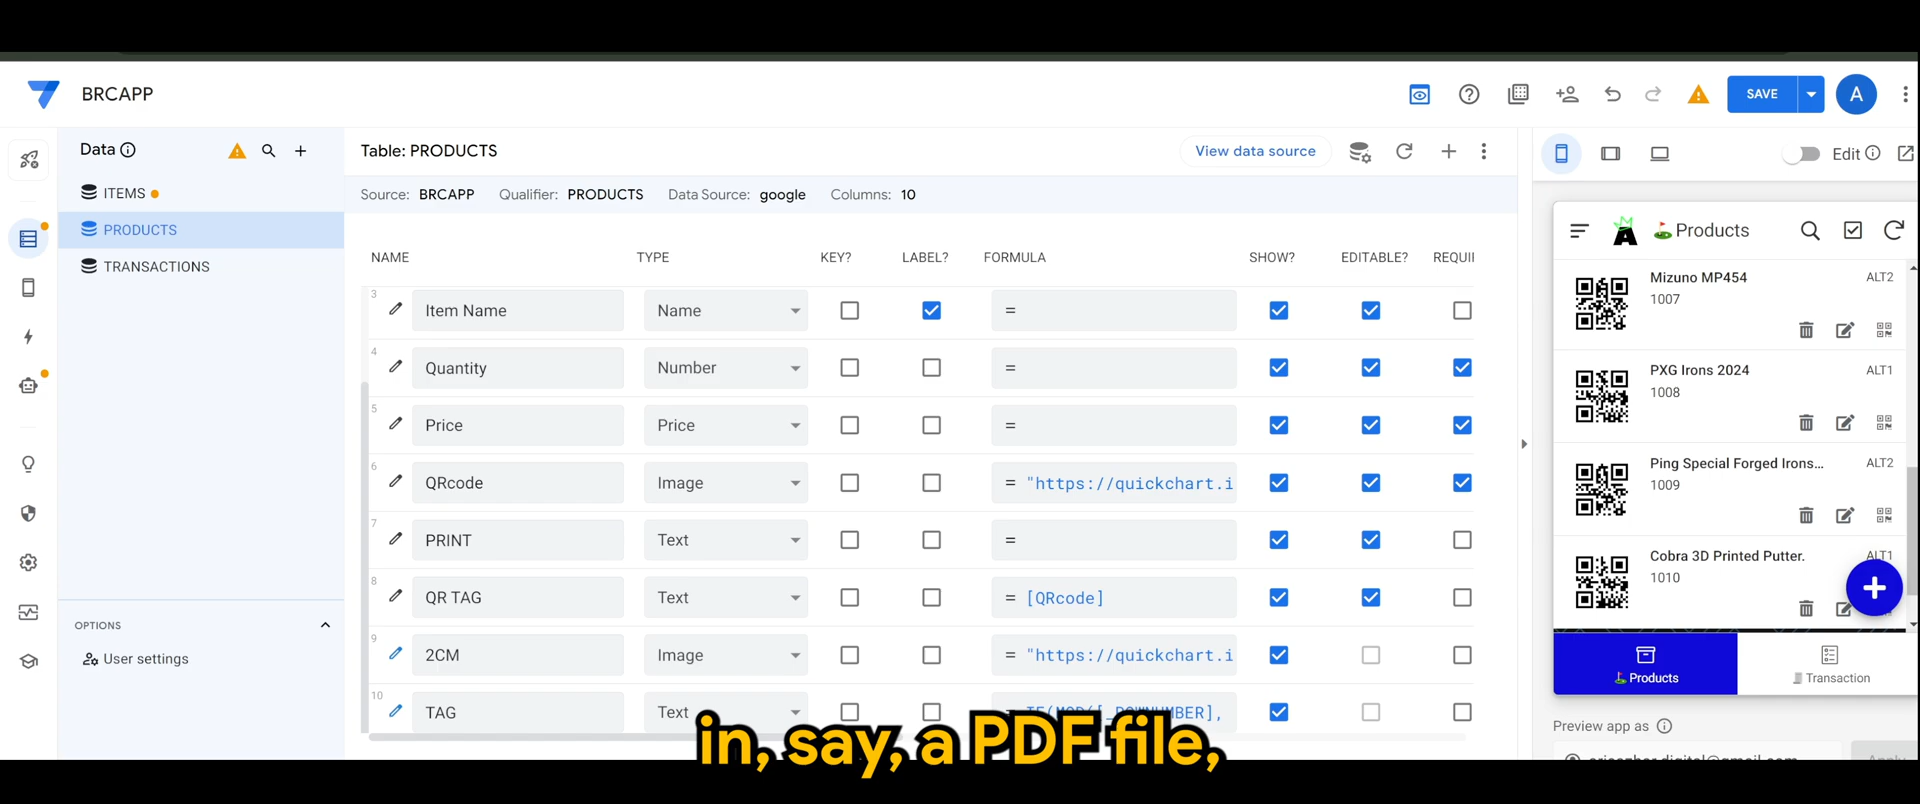 BRCAPP
SAVE
A
Data
Table: PRODUCTS
View data source
Edit
ITEMS
PRODUCTS
TRANSACTIONS
Source: BRCAPP Qualifier: PRODUCTS Data Source: google Columns: 10
NAME TYPE KEY? LABEL? FORMULA SHOW? EDITABLE? REQUI
3 Item Name Name =
4 Quantity Number =
5 Price Price =
6 QRcode Image = "https://quickchart.i
7 PRINT Text =
8 QR TAG Text = [QRcode]
9 2CM Image = "https://quickchart.i
10 TAG Text = IF(MOD([_ROWNUMBER],
OPTIONS
User settings
A
Products
Mizuno MP454 ALT2
1007
PXG Irons 2024 ALT1
1008
Ping Special Forged Irons... ALT2
1009
Cobra 3D Printed Putter. ALT1
1010
+
Products
Transaction
Preview app as
in, say, a PDF file,